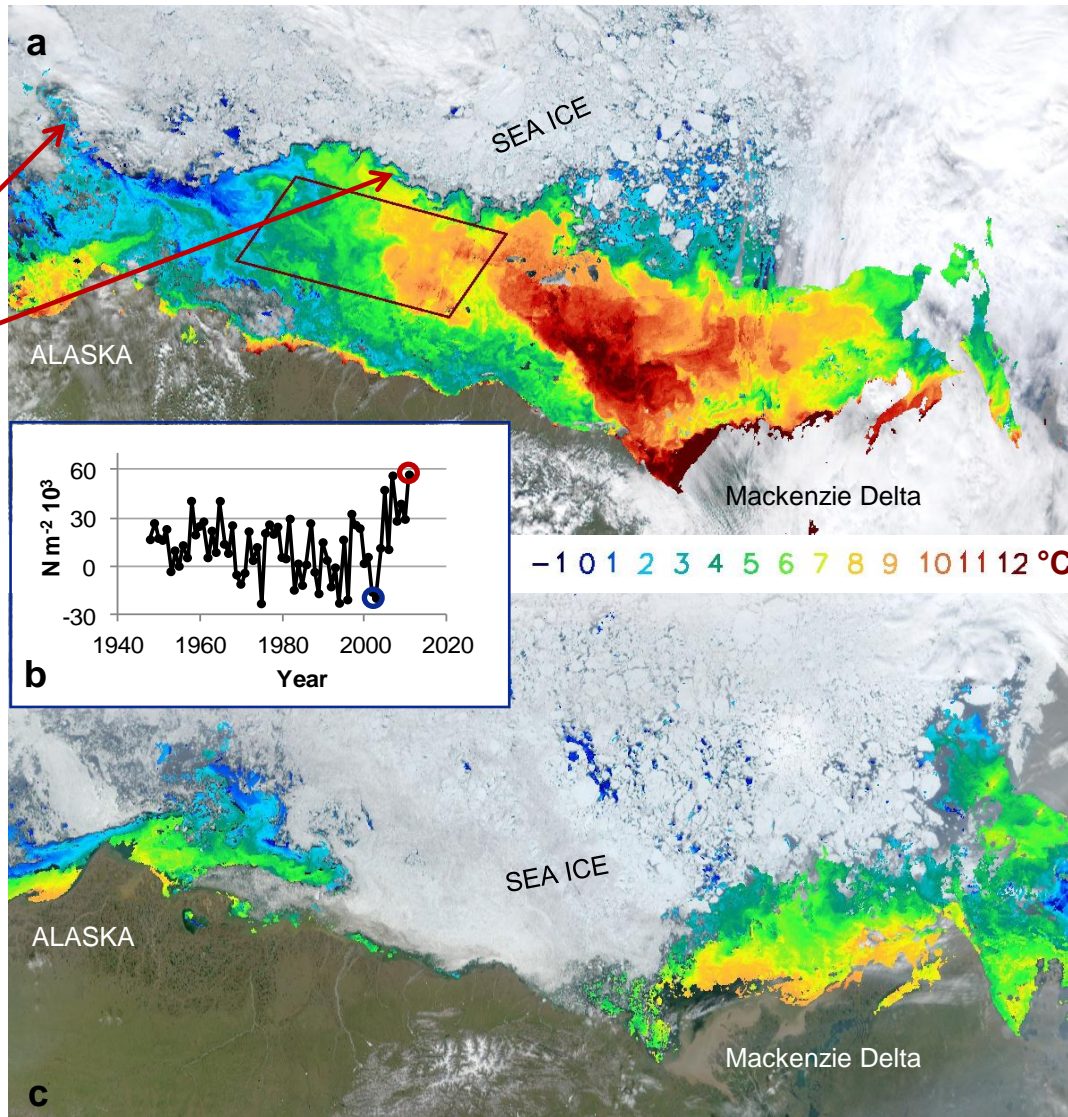 a
SEA ICE
ALASKA
Mackenzie Delta
N m⁻² 10³
60
30
0
-30
1940 1960 1980 2000 2020
Year
b
−1 0 1 2 3 4 5 6 7 8 9 10 11 12 °C
SEA ICE
ALASKA
Mackenzie Delta
c